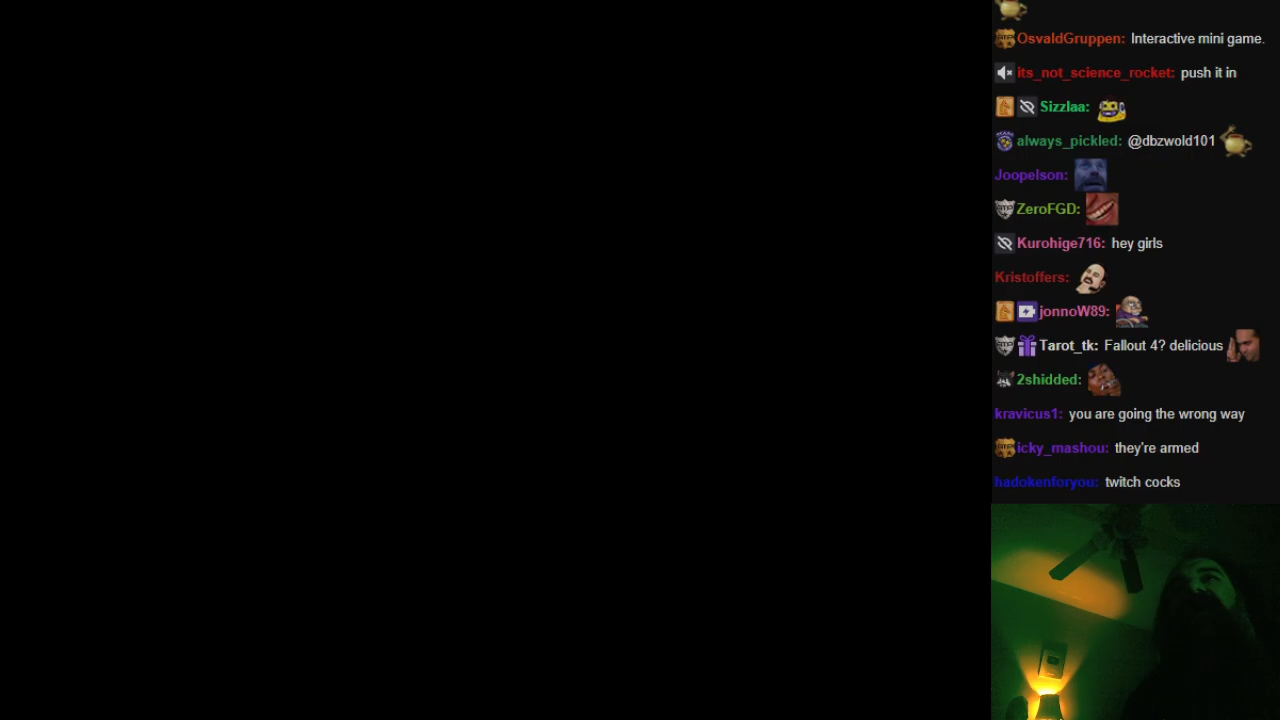 OsvaldGruppen: Interactive mini game.
its_not_science_rocket: push it in
Sizzlaa:
always_pickled: @dbzwold101
Joopelson:
ZeroFGD:
Kurohige716: hey girls
Kristoffers:
jonnoW89:
Tarot_tk: Fallout 4? delicious
2shidded:
kravicus1: you are going the wrong way
icky_mashou: they're armed
hadokenforyou: twitch cocks